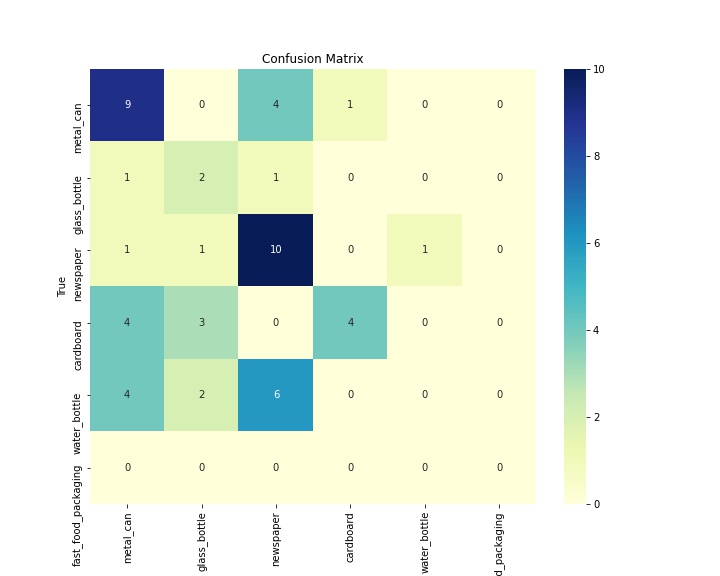 Confusion Matrix
True
metal_can 9 0 4 1 0 0
glass_bottle 1 2 1 0 0 0
newspaper 1 1 10 0 1 0
cardboard 4 3 0 4 0 0
water_bottle 4 2 6 0 0 0
fast_food_packaging 0 0 0 0 0 0
metal_can glass_bottle newspaper cardboard water_bottle d_packaging
10
8
6
4
2
0